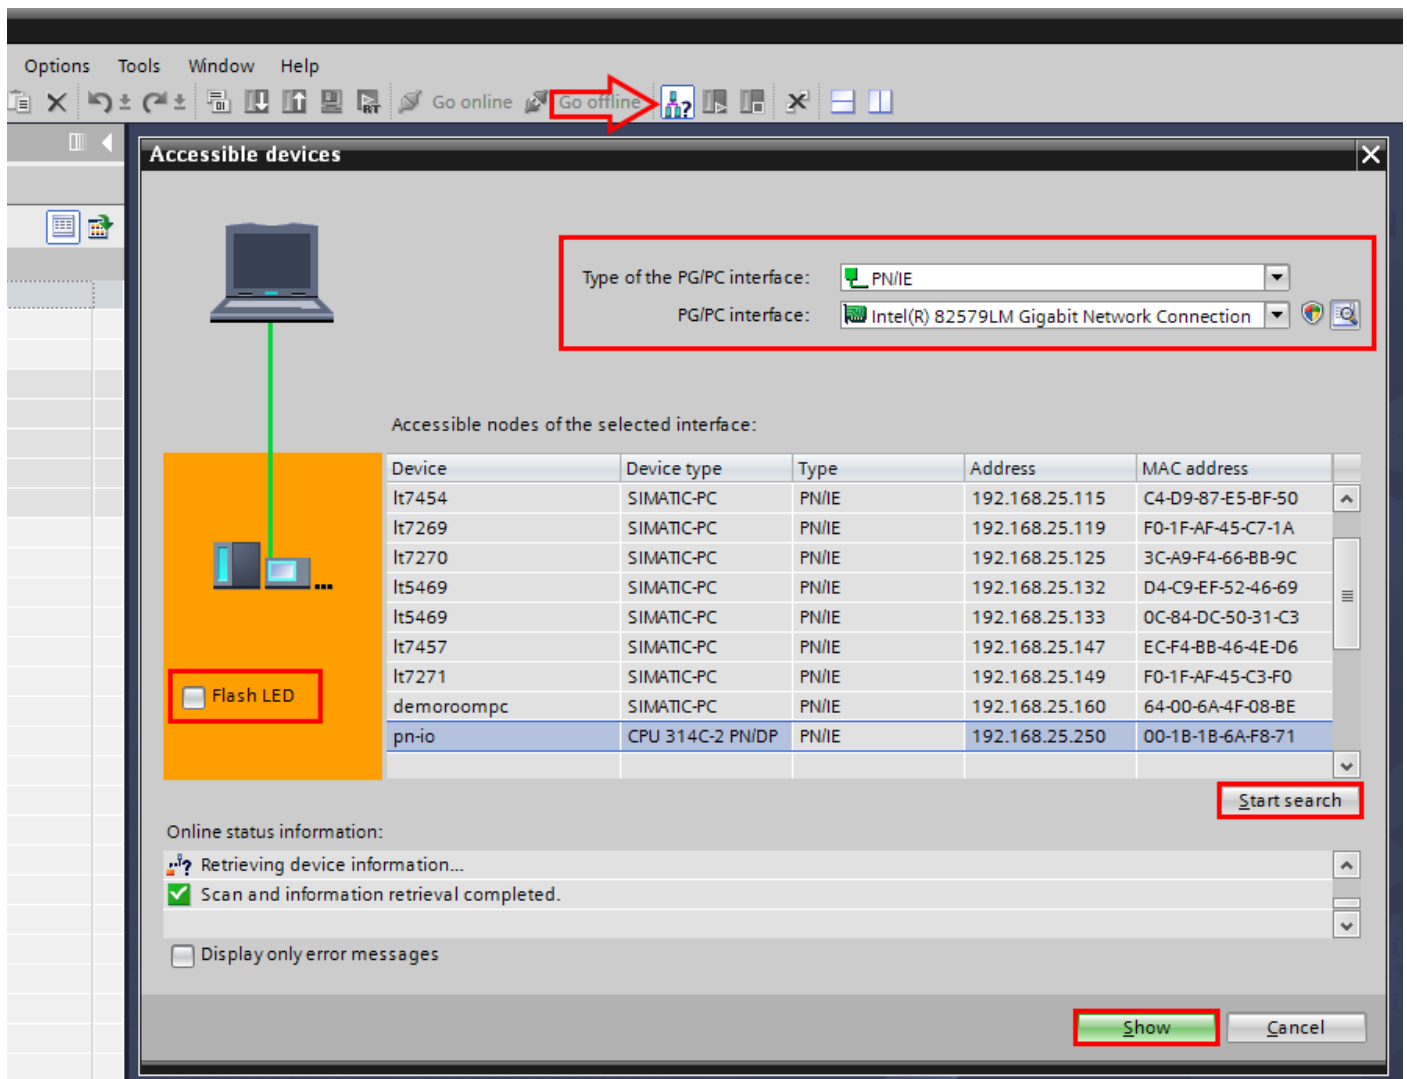 Options Tools Window Help
Go online Go offline
Accessible devices
Type of the PG/PC interface: PN/IE
PG/PC interface: Intel(R) 82579LM Gigabit Network Connection
Accessible nodes of the selected interface:
Device Device type Type Address MAC address
lt7454 SIMATIC-PC PN/IE 192.168.25.115 C4-D9-87-E5-BF-50
lt7269 SIMATIC-PC PN/IE 192.168.25.119 F0-1F-AF-45-C7-1A
lt7270 SIMATIC-PC PN/IE 192.168.25.125 3C-A9-F4-66-BB-9C
lt5469 SIMATIC-PC PN/IE 192.168.25.132 D4-C9-EF-52-46-69
lt5469 SIMATIC-PC PN/IE 192.168.25.133 0C-84-DC-50-31-C3
lt7457 SIMATIC-PC PN/IE 192.168.25.147 EC-F4-BB-46-4E-D6
lt7271 SIMATIC-PC PN/IE 192.168.25.149 F0-1F-AF-45-C3-F0
Flash LED
demoroompc SIMATIC-PC PN/IE 192.168.25.160 64-00-6A-4F-08-BE
pn-io CPU 314C-2 PN/DP PN/IE 192.168.25.250 00-1B-1B-6A-F8-71
Start search
Online status information:
Retrieving device information...
Scan and information retrieval completed.
Display only error messages
Show Cancel